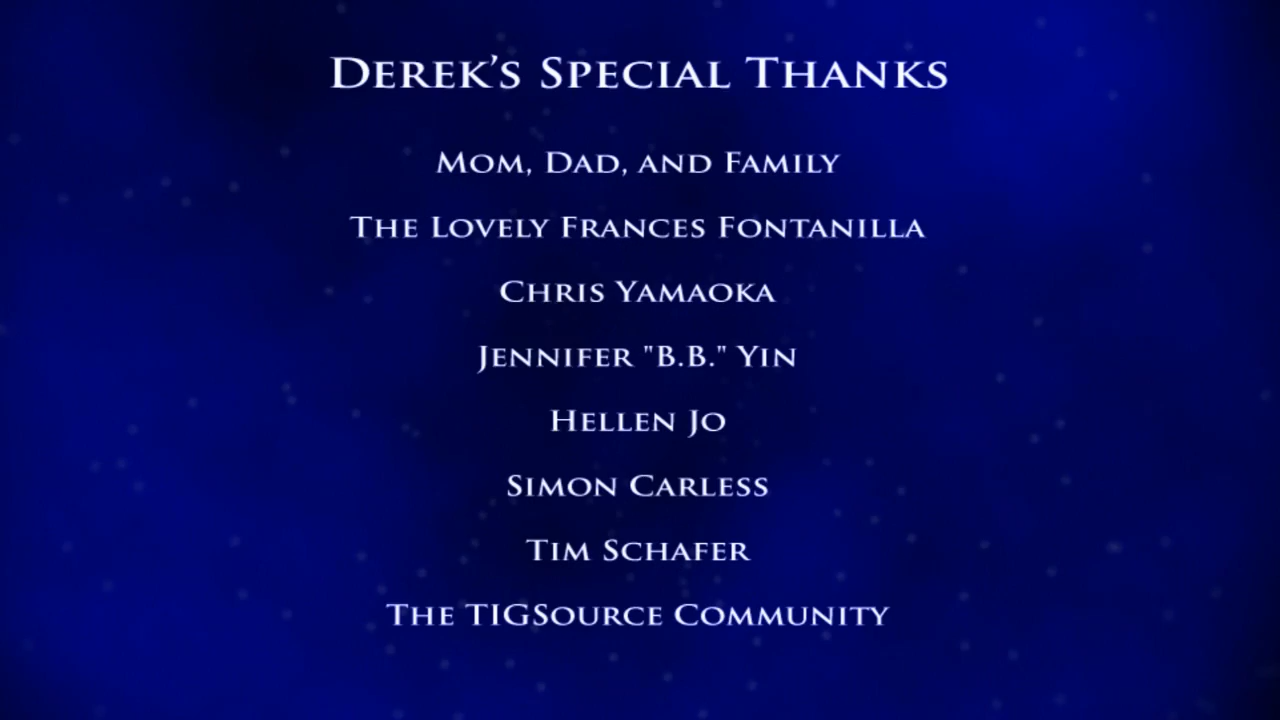 Derek's Special Thanks
Mom, Dad, and Family
The Lovely Frances Fontanilla
Chris Yamaoka
Jennifer "B.B." Yin
Hellen Jo
Simon Carless
Tim Schafer
The TIGSource Community